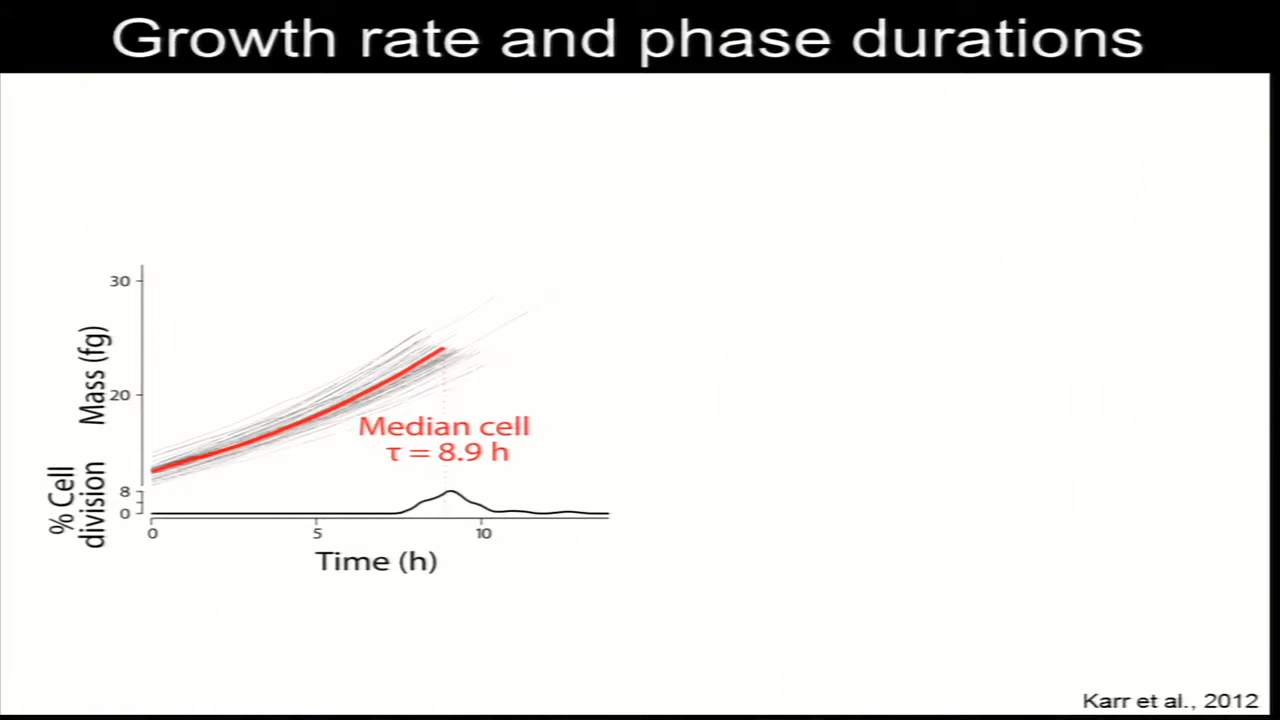 Growth rate and phase durations
30
20
Mass (fg)
Median cell
τ = 8.9 h
% Cell
division
8
0
0
5
10
Time (h)
Karr et al., 2012